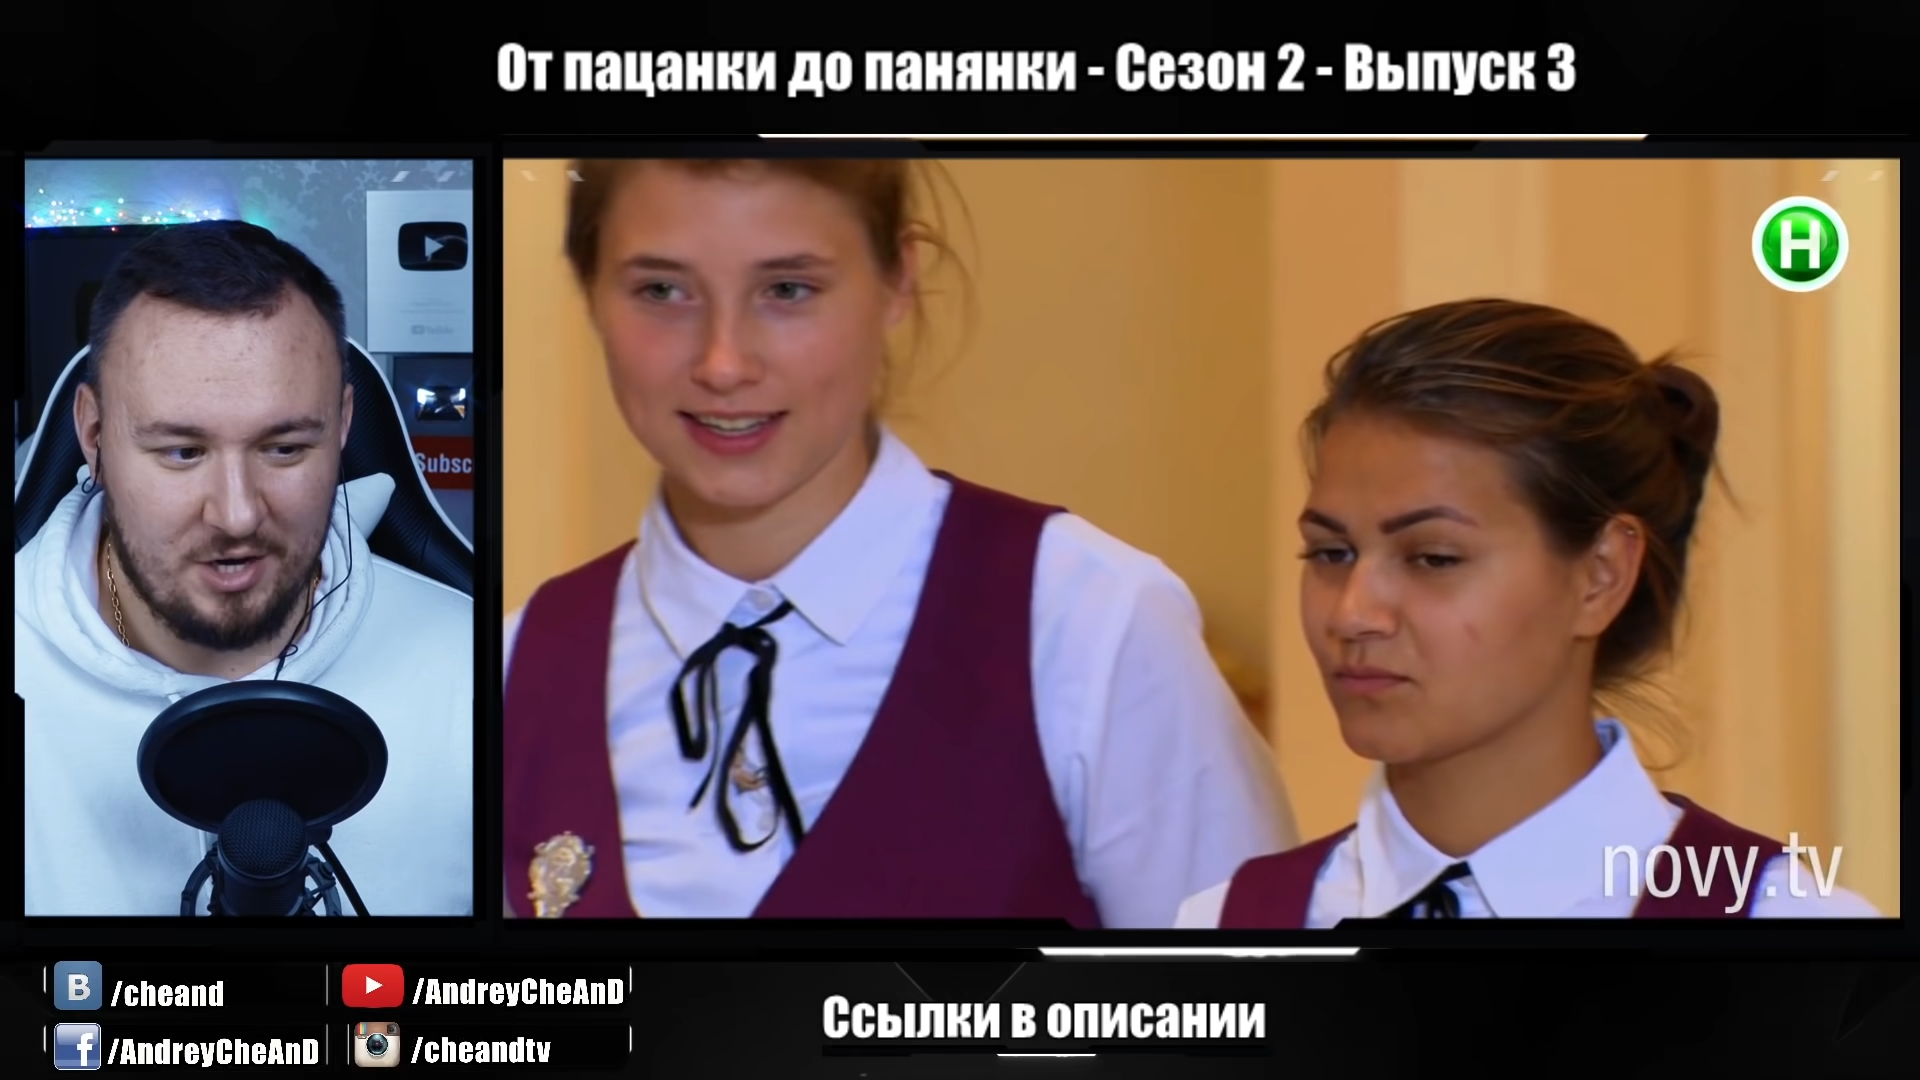 От пацанки до панянки - Сезон 2 - Выпуск 3
H
Subsc
novy.tv
B /cheand
/AndreyCheAnD
Ссылки в описании
f /AndreyCheAnD
/cheandtv